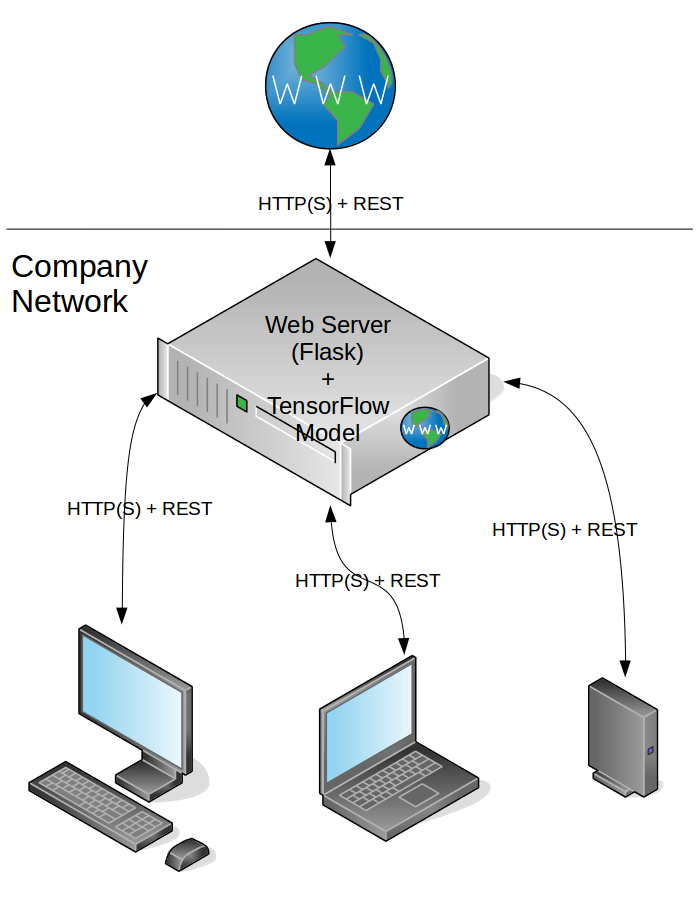 W W W
HTTP(S) + REST
Company
Network
Web Server
(Flask)
+
TensorFlow
Model
W W W
HTTP(S) + REST
HTTP(S) + REST
HTTP(S) + REST